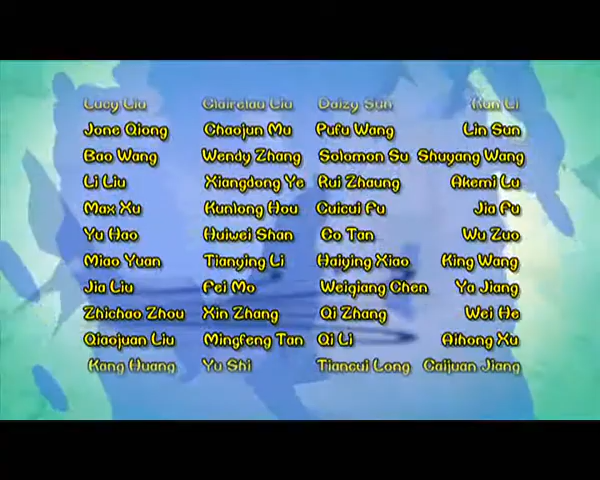 Lucy Liu Clairelau Liu Daizy Sun Ron Li
Jone Qiong Chaojun Mu Pufu Wang Lin Sun
Bao Wang Wendy Zhang Solomon Su Shuyang Wang
Li Liu Xiangdong Ye Rui Zhaung Akemi Lu
Max Xu Kunlong Hou Cuicui Fu Jia Fu
Yu Hao Huiwei Shan Co Tan Wu Zuo
Miao Yuan Tianying Li Haiying Xiao King Wang
Jia Liu Fei Mo Weiqiang Chen Ya Jiang
Zhichao Zhou Xin Zhang Qi Zhang Wei He
Qiaojuan Liu Mingfeng Tan Qi Li Aihong Xu
Kang Huang Yu Shi Tiancui Long Caijuan Jiang